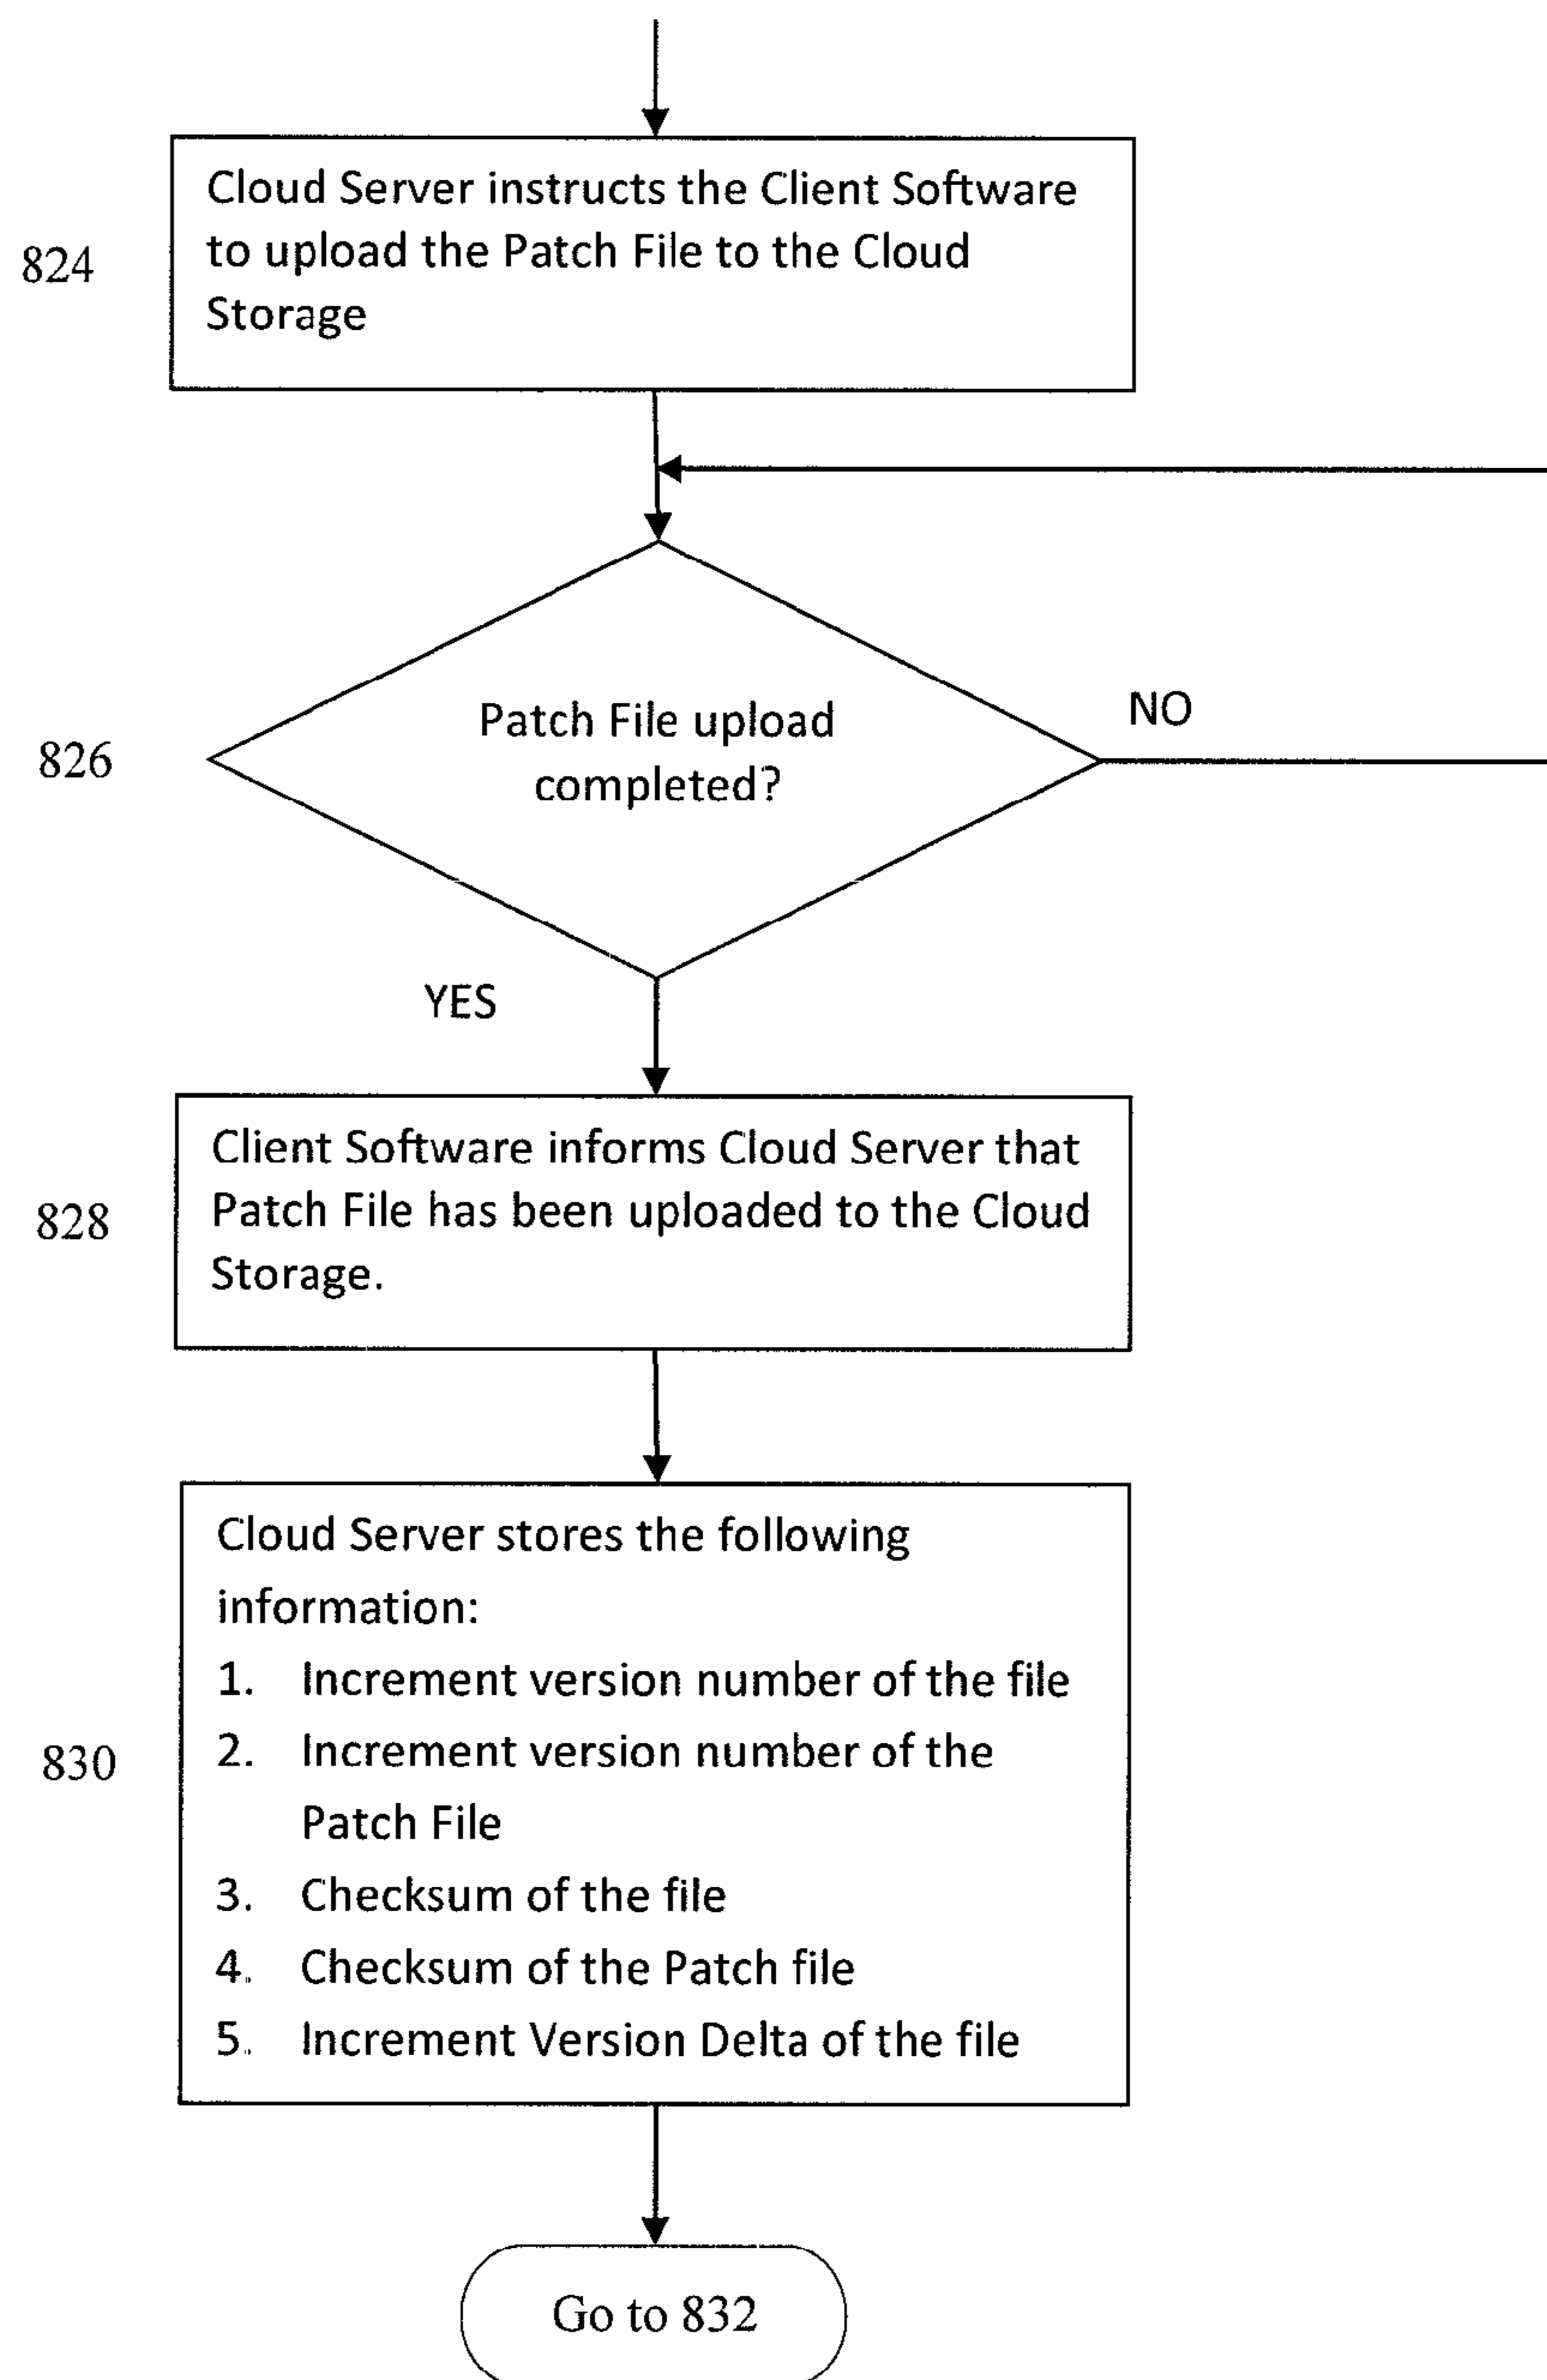 824
Cloud Server instructs the Client Software
to upload the Patch File to the Cloud
Storage
826
Patch File upload
completed?
NO
YES
828
Client Software informs Cloud Server that
Patch File has been uploaded to the Cloud
Storage.
830
Cloud Server stores the following
information:
1. Increment version number of the file
2. Increment version number of the
Patch File
3. Checksum of the file
4. Checksum of the Patch file
5. Increment Version Delta of the file
Go to 832